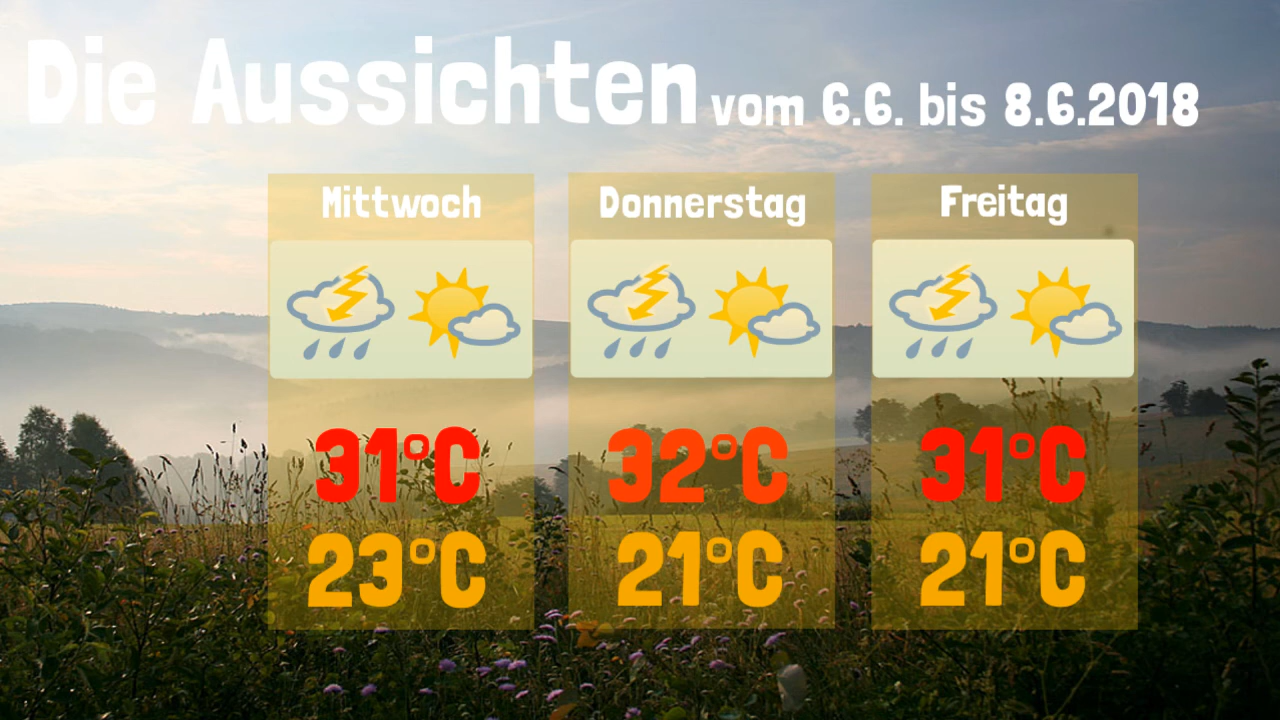 Die Aussichten vom 6.6. bis 8.6.2018
Mittwoch Donnerstag Freitag
31°C 32°C 31°C
23°C 21°C 21°C